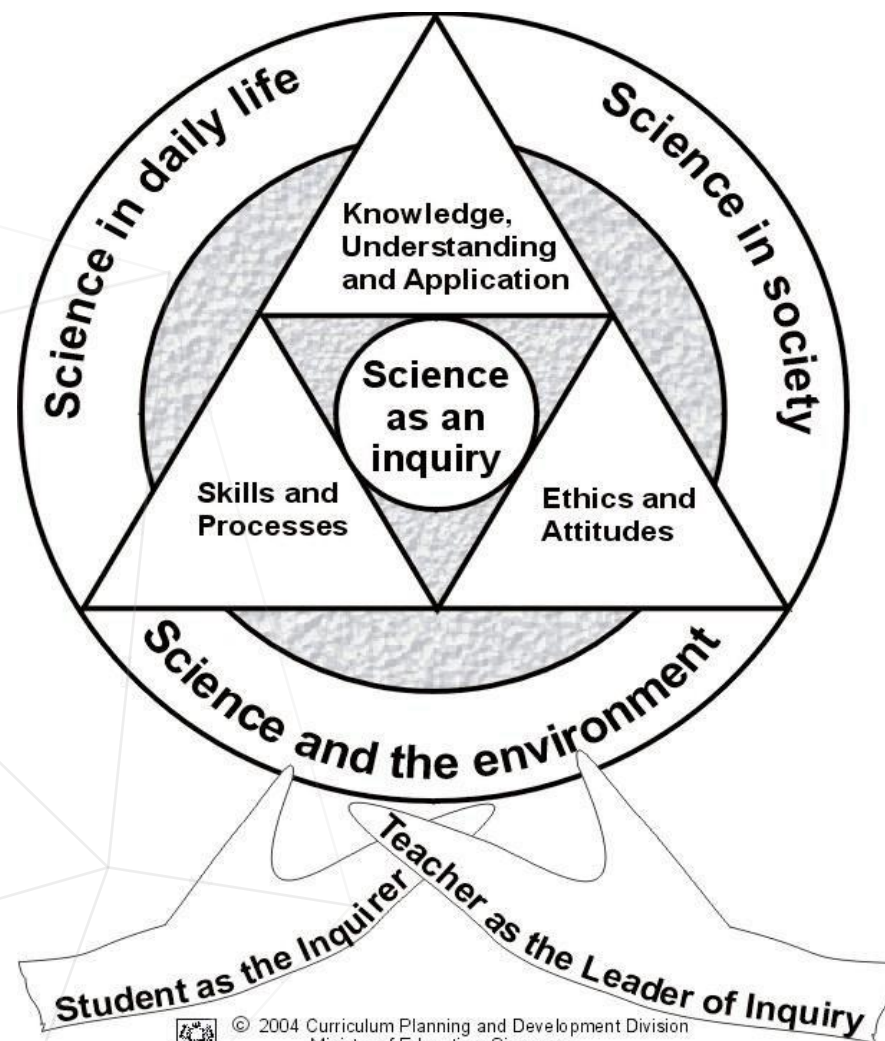 Science in daily life
Science in society
Knowledge,
Understanding
and Application
Science
as an
inquiry
Skills and
Processes
Ethics and
Attitudes
Science and the environment
Student as the Inquirer
Teacher as the Leader of Inquiry
© 2004 Curriculum Planning and Development Division